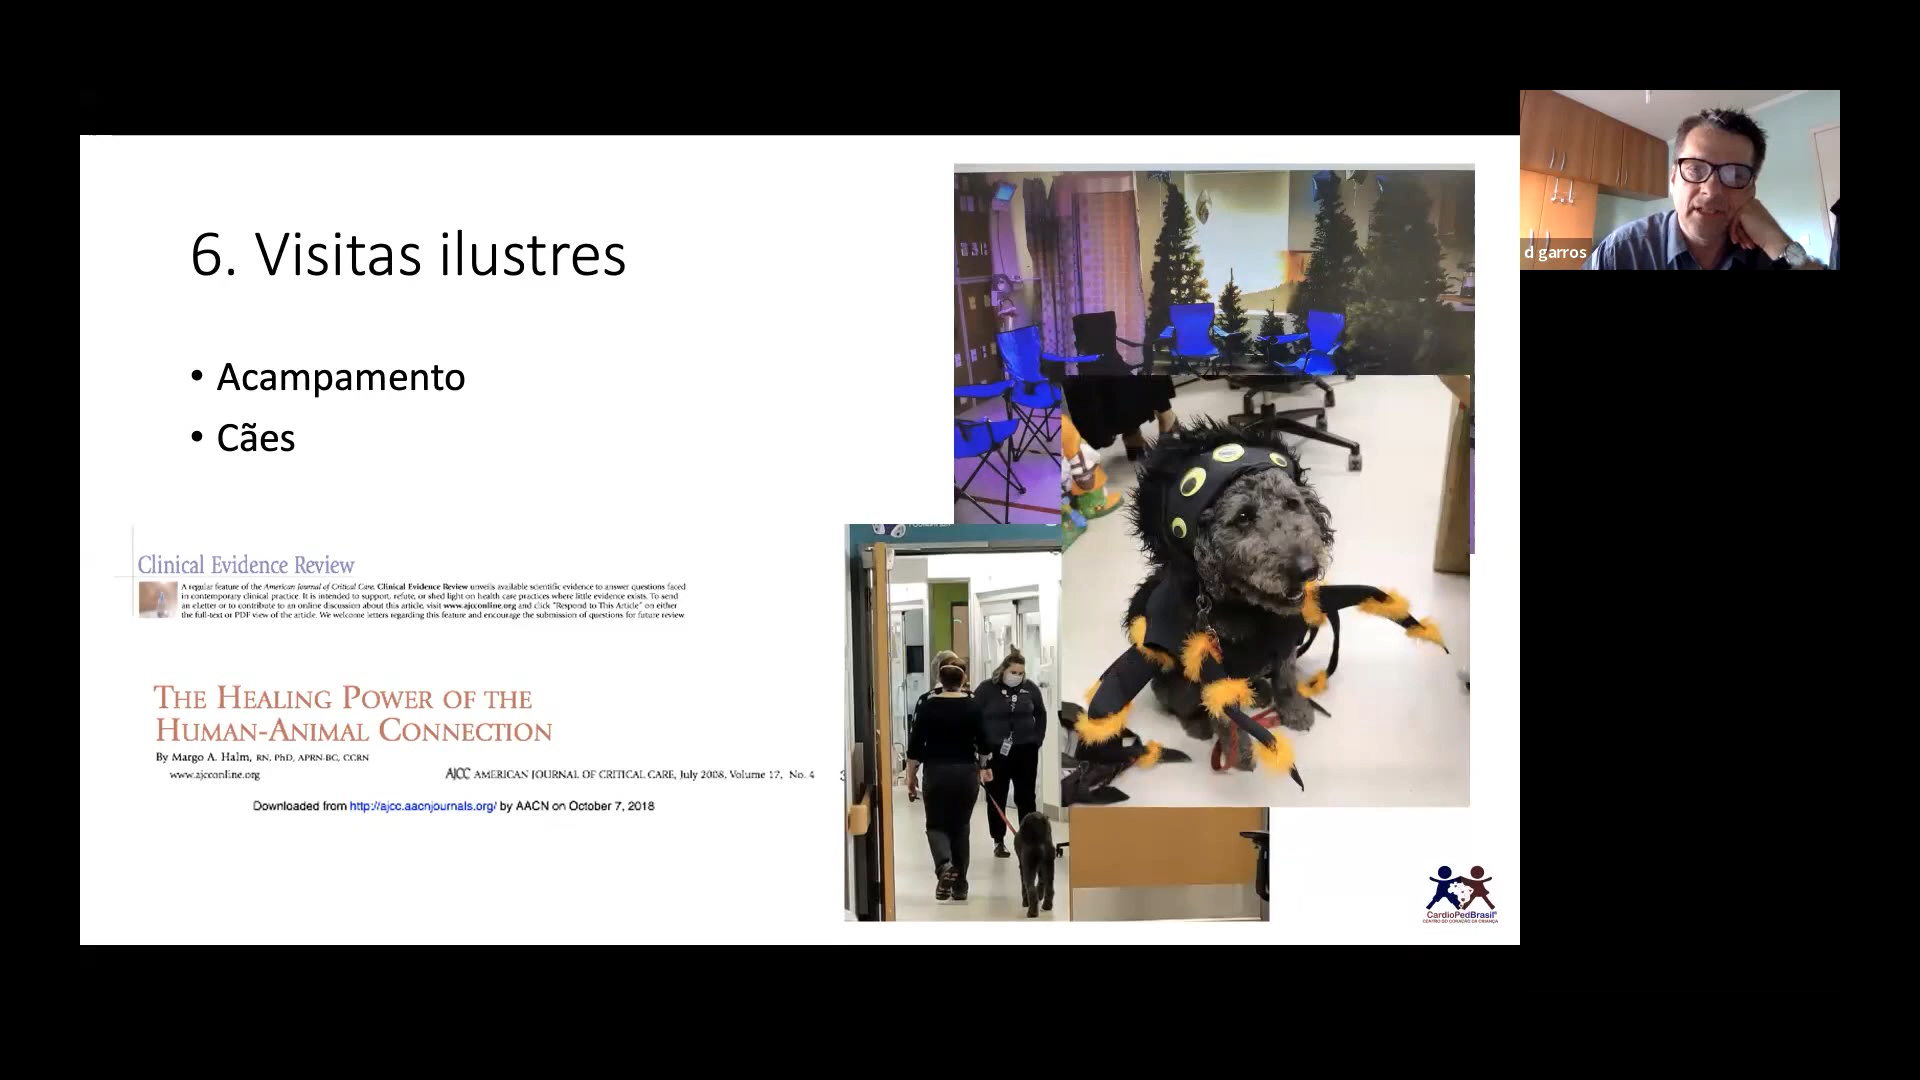 6. Visitas ilustres
• Acampamento
• Cães
Clinical Evidence Review
A regular feature of the American Journal of Critical Care, Clinical Evidence Review unveils available scientific evidence to answer questions faced
in contemporary clinical practice. It is intended to support, refute, or shed light on health care practices where little evidence exists. To send
an eLetter or to contribute to an online discussion about this article, visit www.ajcconline.org and click "Respond to This Article" on either
the full-text or PDF view of the article. We welcome letters regarding this feature and encourage the submission of questions for future review.
THE HEALING POWER OF THE
HUMAN-ANIMAL CONNECTION
By Margo A. Halm, RN, PhD, APRN-BC, CCRN
www.ajcconline.org
AJCC AMERICAN JOURNAL OF CRITICAL CARE, July 2008, Volume 17, No. 4
Downloaded from http://ajcc.aacnjournals.org/ by AACN on October 7, 2018
d garros
CardioPedBrasil®
CENTRO DO CORAÇÃO DA CRIANÇA